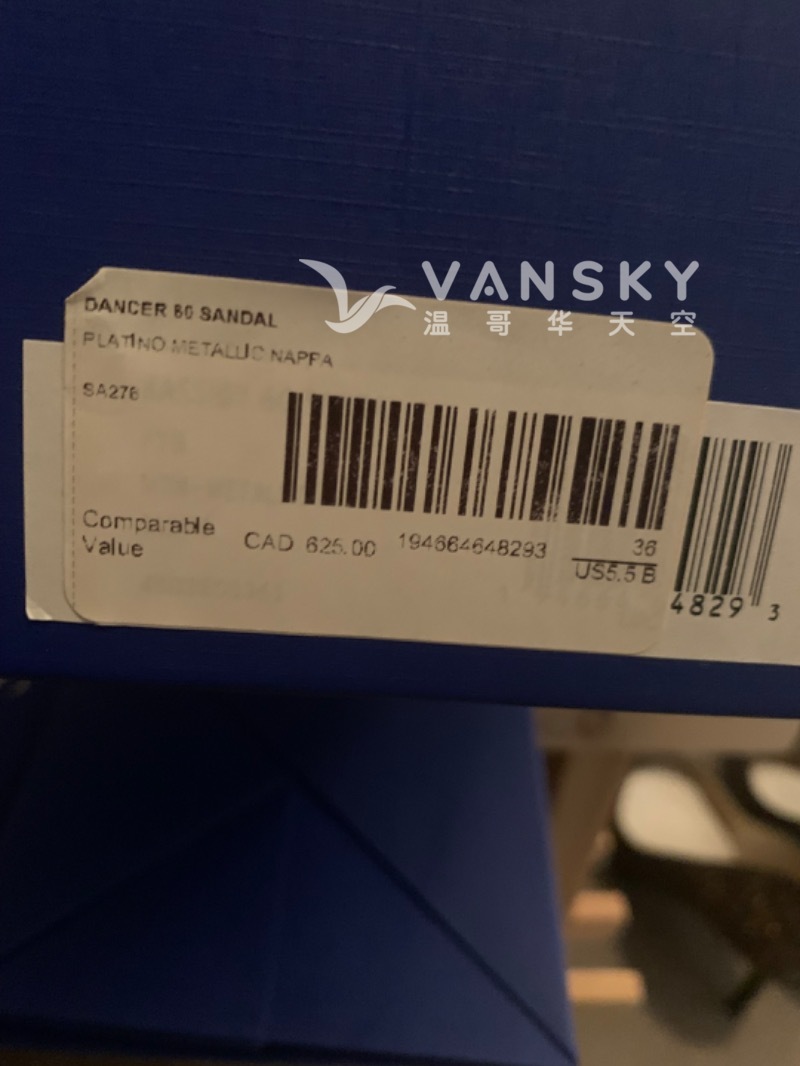 VANSKY
温哥华天空
DANCER 80 SANDAL
PLATINO METALLIC NAPPA
SA276
Comparable
Value
CAD 625.00
194664648293
36
US5.5 B
4829 3